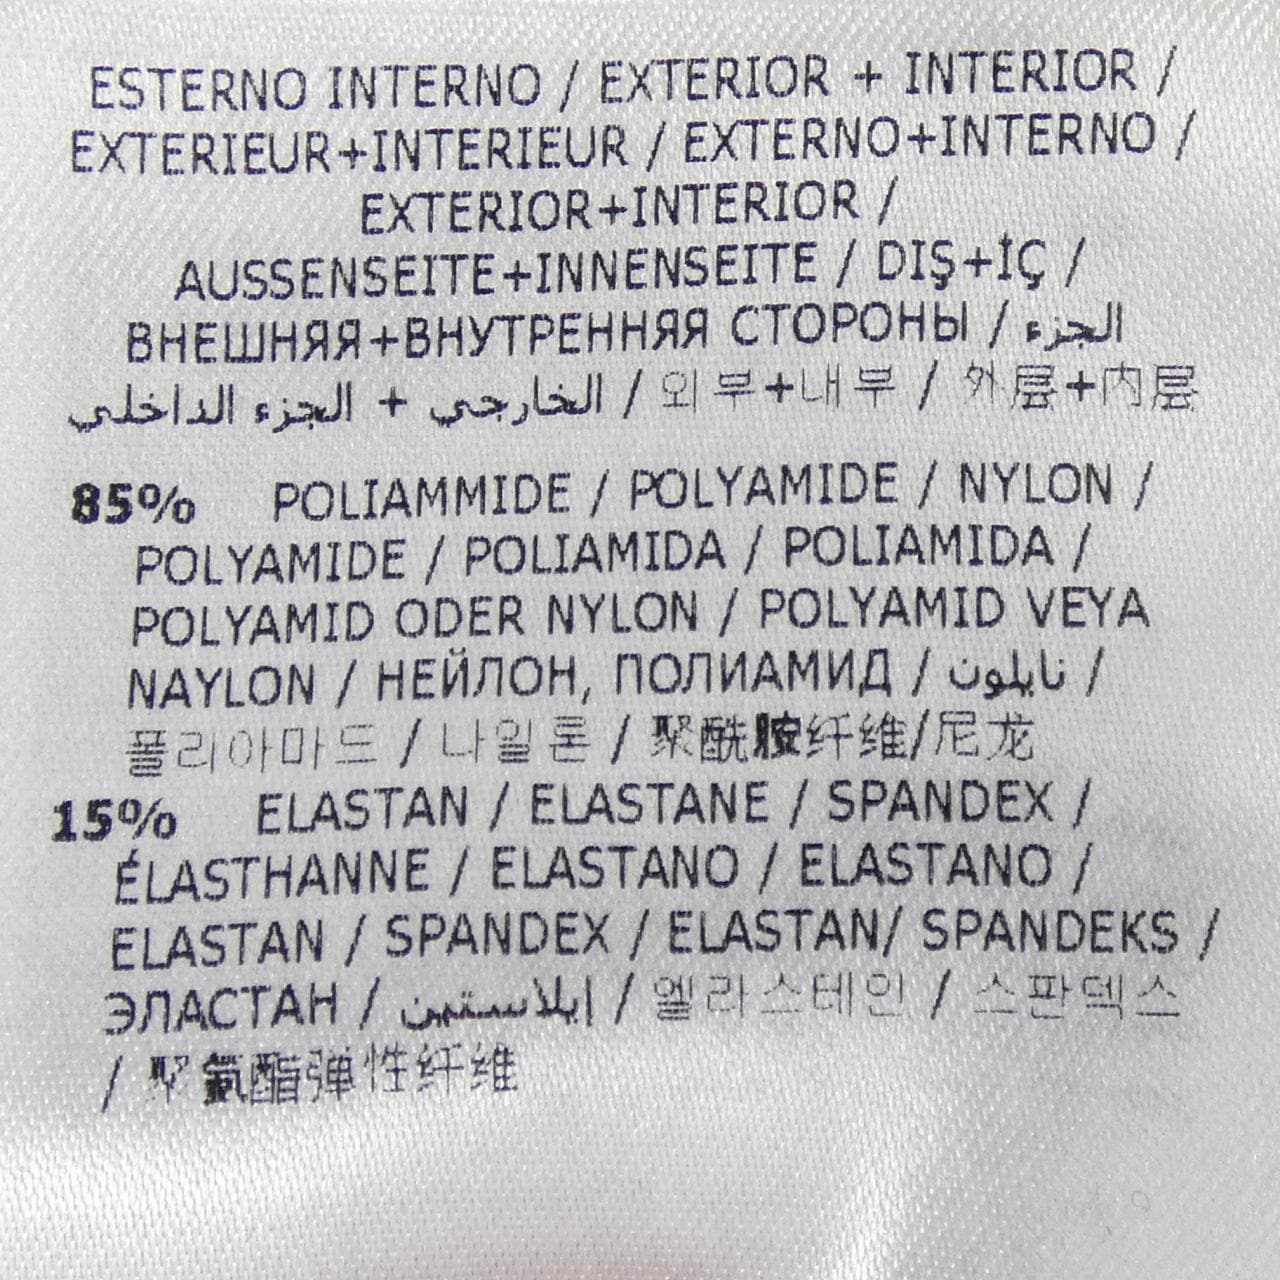 ESTERNO INTERNO / EXTERIOR + INTERIOR /
EXTERIEUR+INTERIEUR / EXTERNO+INTERNO /
EXTERIOR+INTERIOR /
AUSSENSEITE+INNENSEITE / DIŞ+İÇ /
ВНЕШНЯЯ+ВНУТРЕННЯЯ СТОРОНЫ / الجزء
الخارجي + الجزء الداخلي / 외부+내부 / 外层+内层
85% POLIAMMIDE / POLYAMIDE / NYLON /
POLYAMIDE / POLIAMIDA / POLIAMIDA /
POLYAMID ODER NYLON / POLYAMID VEYA
NAYLON / НЕЙЛОН, ПОЛИАМИД / نايلون /
폴리아마드 / 나일론 / 聚酰胺纤维/尼龙
15% ELASTAN / ELASTANE / SPANDEX /
ÉLASTHANNE / ELASTANO / ELASTANO /
ELASTAN / SPANDEX / ELASTAN/ SPANDEKS /
ЭЛАСТАН / إيلاستين / 엘라스테인 / 스판덱스
/ 聚氨酯弹性纤维